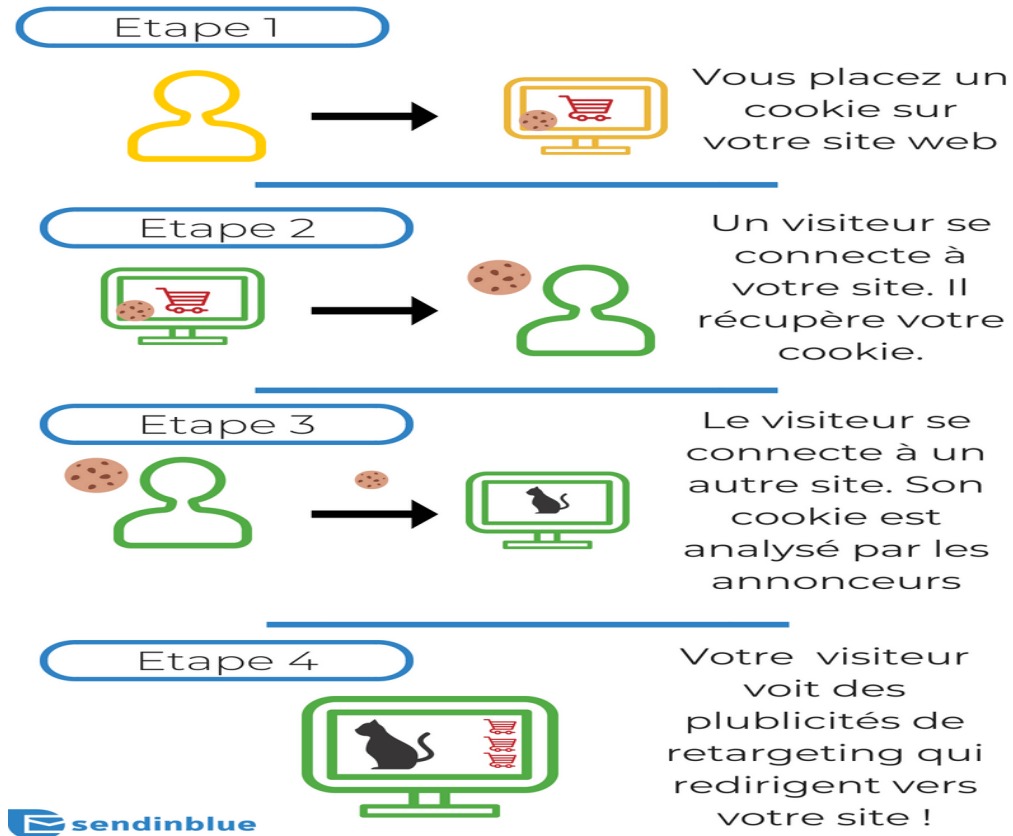 Etape 1
Vous placez un
cookie sur
votre site web
Etape 2
Un visiteur se
connecte à
votre site. Il
récupère votre
cookie.
Etape 3
Le visiteur se
connecte à un
autre site. Son
cookie est
analysé par les
annonceurs
Etape 4
Votre visiteur
voit des
plublicités de
retargeting qui
redirigent vers
votre site !
sendinblue